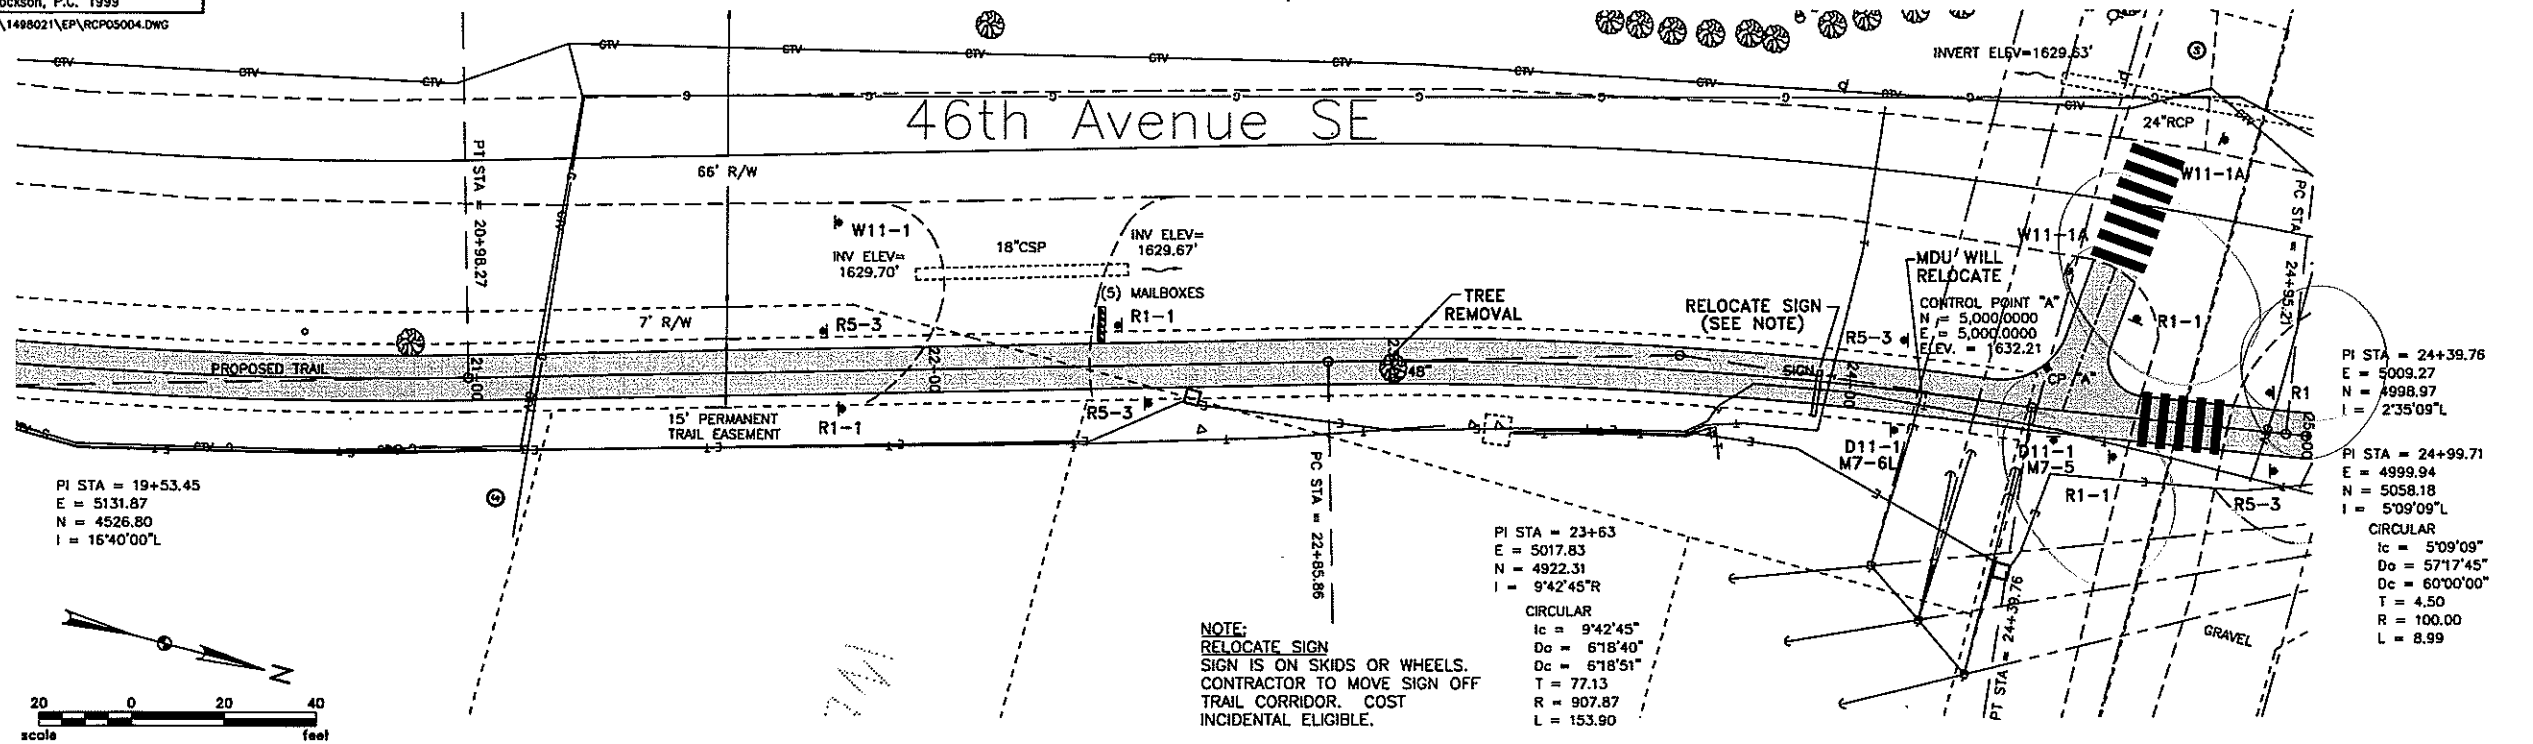 ockson, P.C. 1999
\1498021\EP\RCP05004.DWG
46th Avenue SE
INVERT ELEV=1629.63'
3
24"RCP
W11-1A
W11-1A
PC STA = 24+95.21
PT STA = 20+98.27
66' R/W
W11-1
INV ELEV=
1629.70'
18"CSP
INV ELEV=
1629.67'
(5) MAILBOXES
R1-1
7' R/W
R5-3
TREE
REMOVAL
48"
RELOCATE SIGN
(SEE NOTE)
MDU WILL
RELOCATE
CONTROL POINT "A"
N = 5,000.0000
E = 5,000.0000
ELEV. = 1632.21
R5-3
R1-1
CP "A"
SIGN
PROPOSED TRAIL
21+00
22+00
24+00
15' PERMANENT
TRAIL EASEMENT
R1-1
R5-3
D11-1
M7-6L
D11-1
M7-5
R1-1
R1
R5-3
PI STA = 24+39.76
E = 5009.27
N = 4998.97
I = 2°35'09"L
PI STA = 24+99.71
E = 4999.94
N = 5058.18
I = 5°09'09"L
CIRCULAR
Ic = 5°09'09"
Da = 57°17'45"
Dc = 60°00'00"
T = 4.50
R = 100.00
L = 8.99
PI STA = 19+53.45
E = 5131.87
N = 4526.80
I = 16°40'00"L
PC STA = 22+85.86
PI STA = 23+63
E = 5017.83
N = 4922.31
I = 9°42'45"R
CIRCULAR
Ic = 9°42'45"
Da = 6°18'40"
Dc = 6°18'51"
T = 77.13
R = 907.87
L = 153.90
NOTE:
RELOCATE SIGN
SIGN IS ON SKIDS OR WHEELS.
CONTRACTOR TO MOVE SIGN OFF
TRAIL CORRIDOR. COST
INCIDENTAL ELIGIBLE.
PT STA = 24+39.76
GRAVEL
N
20 0 20 40
scale feet